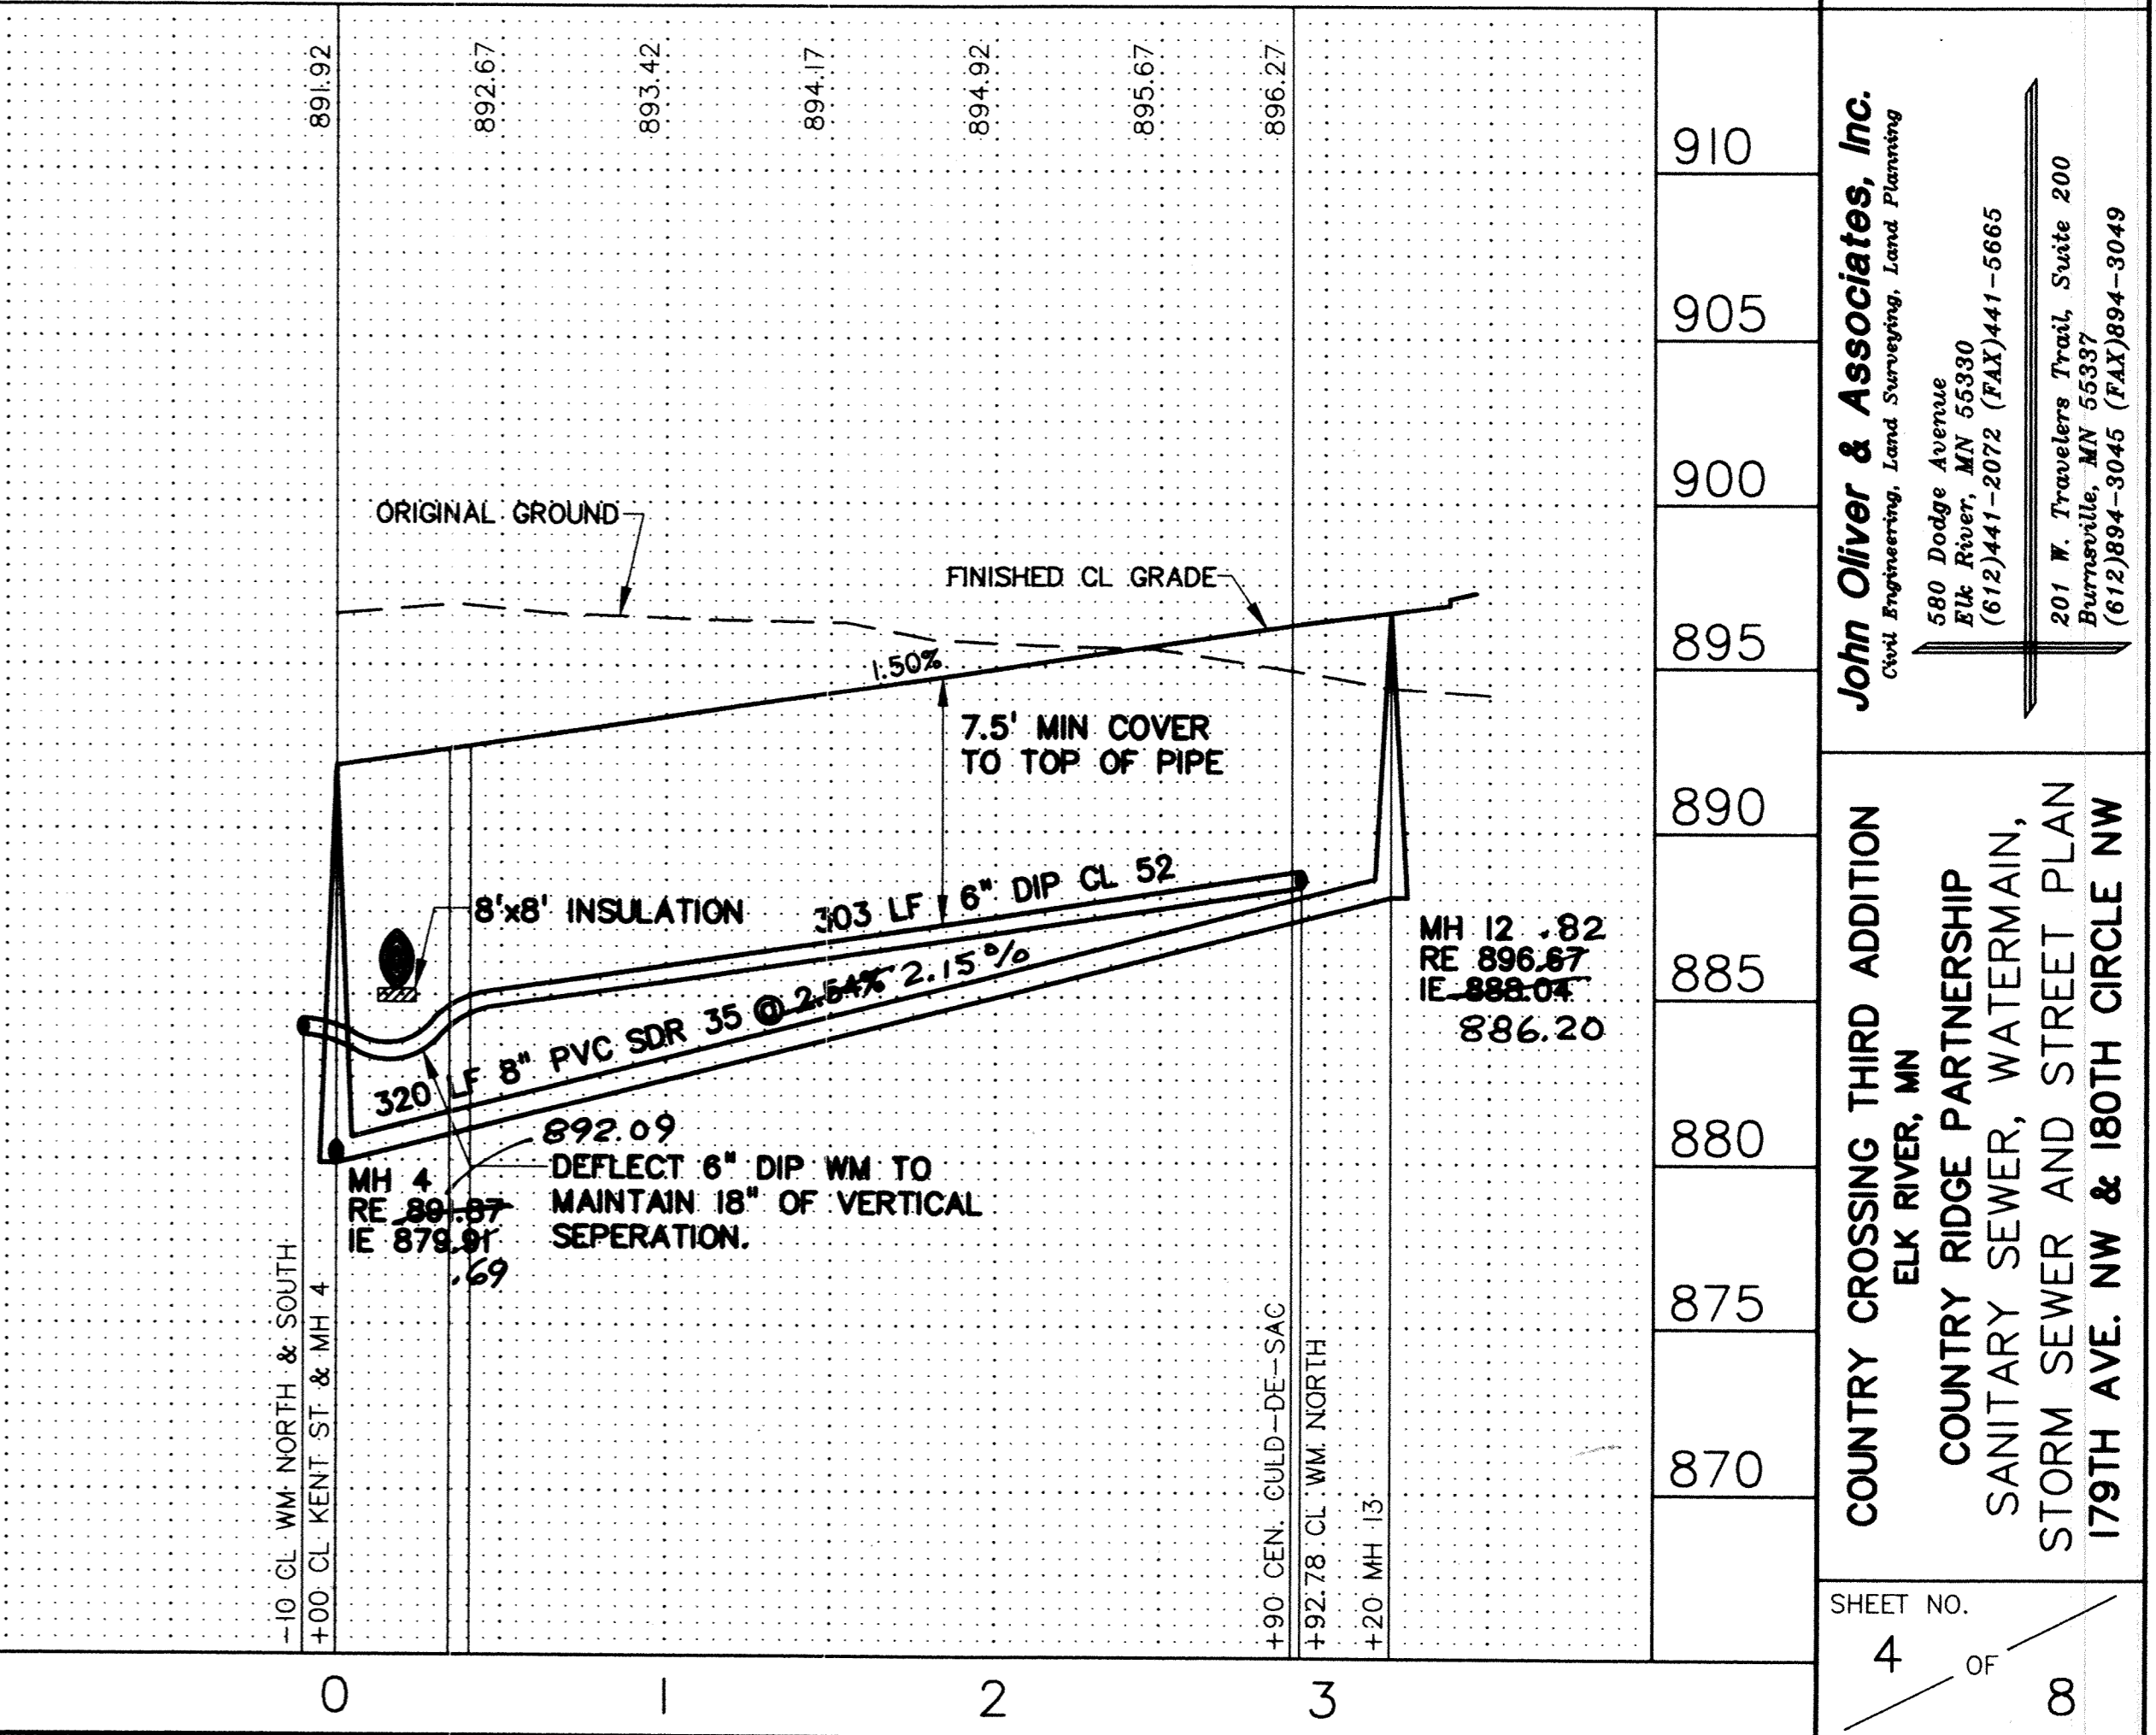 891.92
892.67
893.42
894.17
894.92
895.67
896.27
910
905
900
895
890
885
880
875
870
ORIGINAL GROUND
FINISHED CL GRADE
1.50%
7.5' MIN COVER
TO TOP OF PIPE
8'x8' INSULATION
303 LF 6" DIP CL 52
320 LF 8" PVC SDR 35 @ 2.54% 2.15%
MH 12 .82
RE 896.67
IE 888.04
886.20
892.09
DEFLECT 6" DIP WM TO
MAINTAIN 18" OF VERTICAL
SEPERATION.
MH 4
RE 891.87
IE 879.91
.69
-10 CL WM NORTH & SOUTH
+00 CL KENT ST & MH 4
+90 CEN. CULD-DE-SAC
+92.78 CL WM NORTH
+20 MH 13
0
1
2
3
John Oliver & Associates, Inc.
Civil Engineering, Land Surveying, Land Planning
580 Dodge Avenue
Elk River, MN 55330
(612)441-2072 (FAX)441-5665
201 W. Travelers Trail, Suite 200
Burnsville, MN 55337
(612)894-3045 (FAX)894-3049
COUNTRY CROSSING THIRD ADDITION
ELK RIVER, MN
COUNTRY RIDGE PARTNERSHIP
SANITARY SEWER, WATERMAIN,
STORM SEWER AND STREET PLAN
179TH AVE. NW & 180TH CIRCLE NW
SHEET NO.
4 OF 8